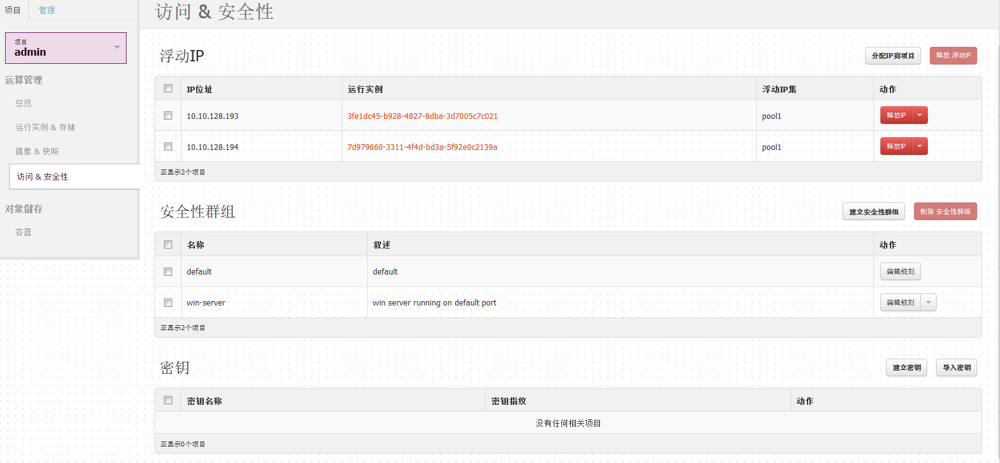 项目 管理
项目
admin
运算管理
总览
运行实例 & 存储
镜像 & 快照
访问 & 安全性
对象储存
容器
访问 & 安全性
浮动IP 分配IP到项目 释放 浮动IP
IP位址 运行实例 浮动IP集 动作
10.10.128.193 3fe1dc45-b928-4827-8dba-3d7005c7c021 pool1 释放IP
10.10.128.194 7d979660-3311-4f4d-bd3a-5f92e0c2139a pool1 释放IP
正显示2个项目
安全性群组 建立安全性群组 刪除 安全性群组
名称 叙述 动作
default default 编辑规则
win-server win server running on default port 编辑规则
正显示2个项目
密钥 建立密钥 导入密钥
密钥名称 密钥指纹 动作
没有任何相关项目
正显示0个项目